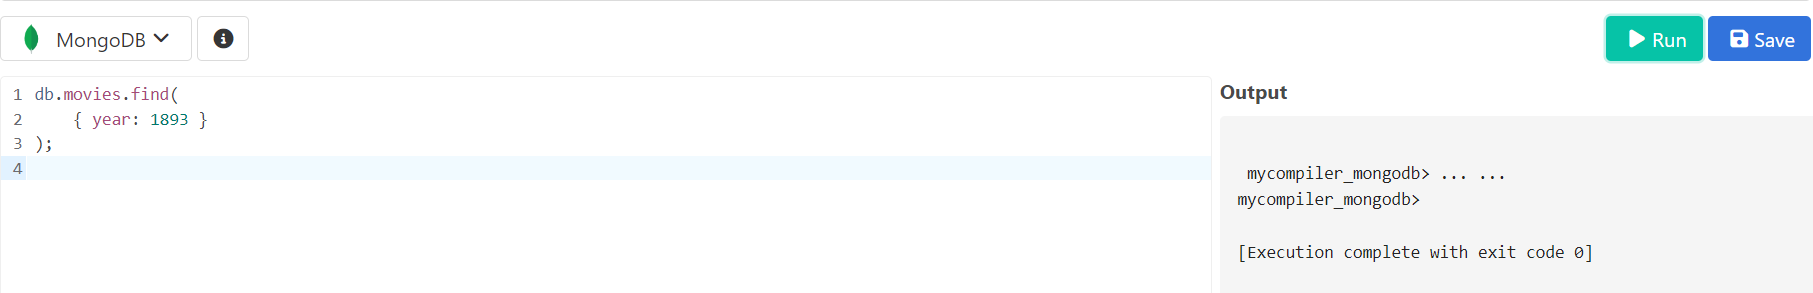 MongoDB
Run
Save
1 db.movies.find(
2     { year: 1893 }
3 );
4
Output
mycompiler_mongodb> ... ...
mycompiler_mongodb>
[Execution complete with exit code 0]